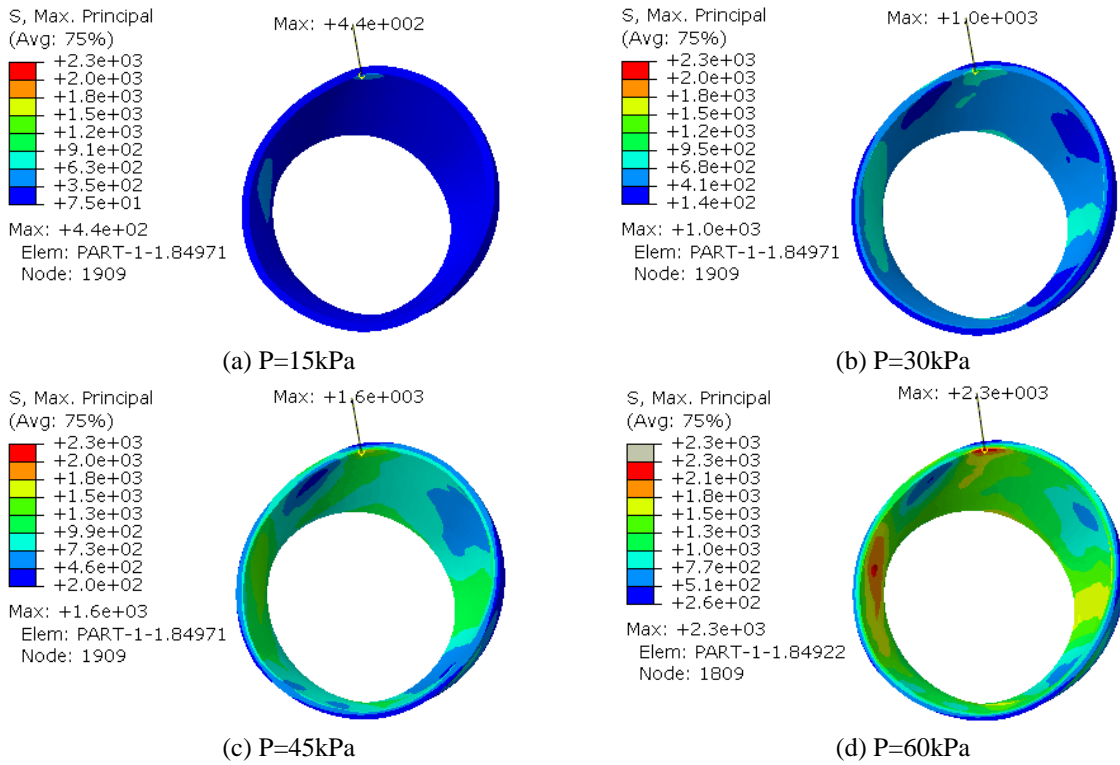 S, Max. Principal
(Avg: 75%)
+2.3e+03
+2.0e+03
+1.8e+03
+1.5e+03
+1.2e+03
+9.1e+02
+6.3e+02
+3.5e+02
+7.5e+01
Max: +4.4e+02
Elem: PART-1-1.84971
Node: 1909
Max: +4.4e+002
(a) P=15kPa
S, Max. Principal
(Avg: 75%)
+2.3e+03
+2.0e+03
+1.8e+03
+1.5e+03
+1.2e+03
+9.5e+02
+6.8e+02
+4.1e+02
+1.4e+02
Max: +1.0e+03
Elem: PART-1-1.84971
Node: 1909
Max: +1.0e+003
(b) P=30kPa
S, Max. Principal
(Avg: 75%)
+2.3e+03
+2.0e+03
+1.8e+03
+1.5e+03
+1.3e+03
+9.9e+02
+7.3e+02
+4.6e+02
+2.0e+02
Max: +1.6e+03
Elem: PART-1-1.84971
Node: 1909
Max: +1.6e+003
(c) P=45kPa
S, Max. Principal
(Avg: 75%)
+2.3e+03
+2.3e+03
+2.1e+03
+1.8e+03
+1.5e+03
+1.3e+03
+1.0e+03
+7.7e+02
+5.1e+02
+2.6e+02
Max: +2.3e+03
Elem: PART-1-1.84922
Node: 1809
Max: +2.3e+003
(d) P=60kPa